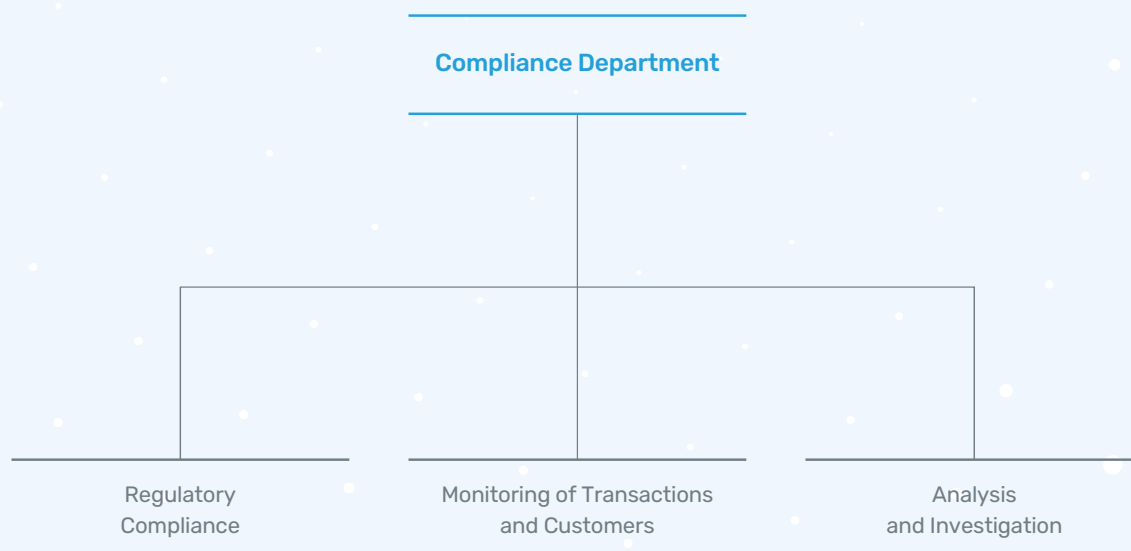 Compliance Department
Regulatory
Compliance
Monitoring of Transactions
and Customers
Analysis
and Investigation